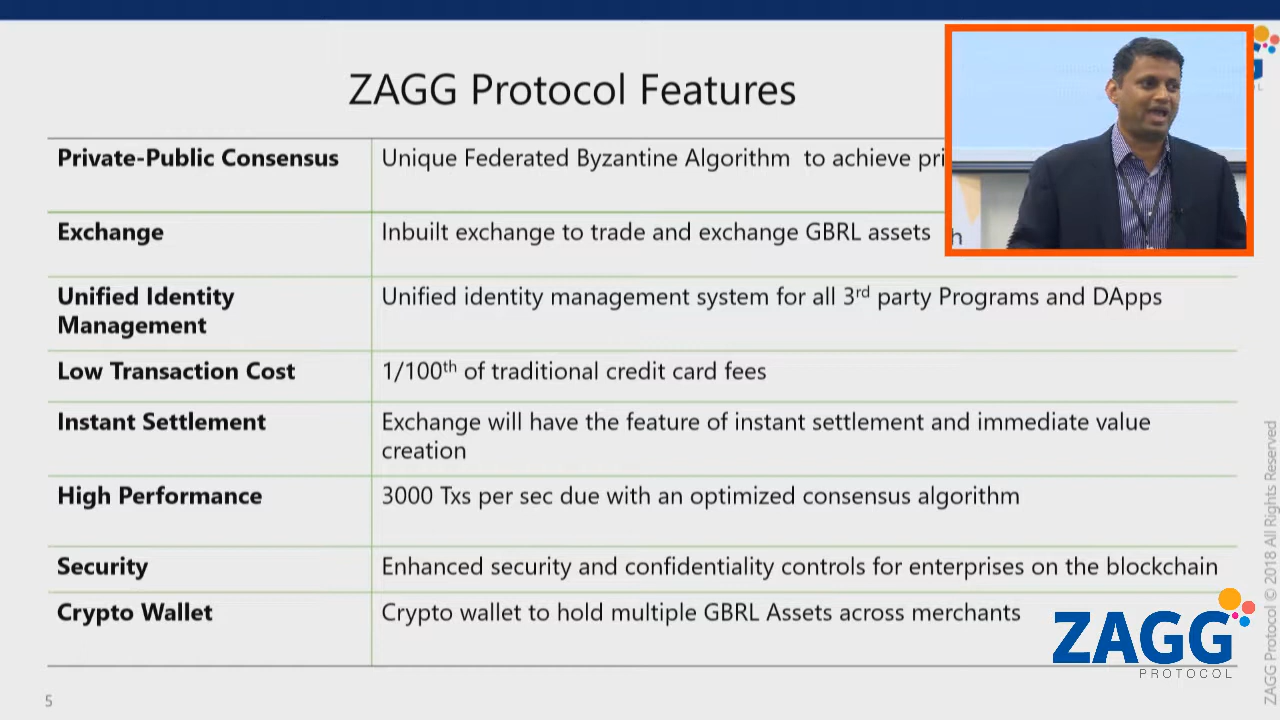 ZAGG Protocol Features
Private-Public Consensus
Unique Federated Byzantine Algorithm to achieve
Exchange
Inbuilt exchange to trade and exchange GBRL assets
Unified Identity
Management
Unified identity management system for all 3rd party Programs and DApps
Low Transaction Cost
1/100th of traditional credit card fees
Instant Settlement
Exchange will have the feature of instant settlement and immediate value
creation
High Performance
3000 Txs per sec due with an optimized consensus algorithm
Security
Enhanced security and confidentiality controls for enterprises on the blockchain
Crypto Wallet
Crypto wallet to hold multiple GBRL Assets across merchants
ZAGG
PROTOCOL
5
ZAGG Protocol © 2018 All Rights Reserved